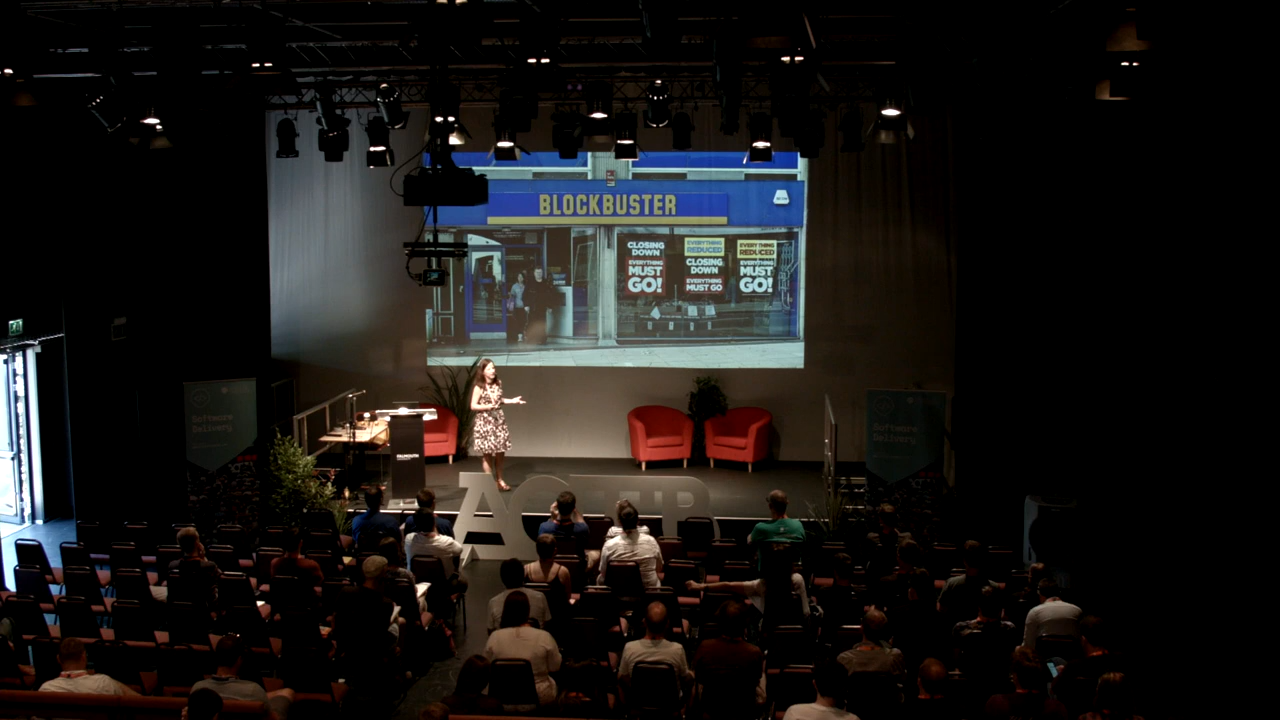 BLOCKBUSTER
CLOSING
DOWN
EVERYTHING
MUST
GO!
EVERYTHING
REDUCED
CLOSING
DOWN
EVERYTHING
MUST GO
EVERYTHING
REDUCED
EVERYTHING
MUST
GO!
Software
Delivery
Software
Delivery
FALMOUTH